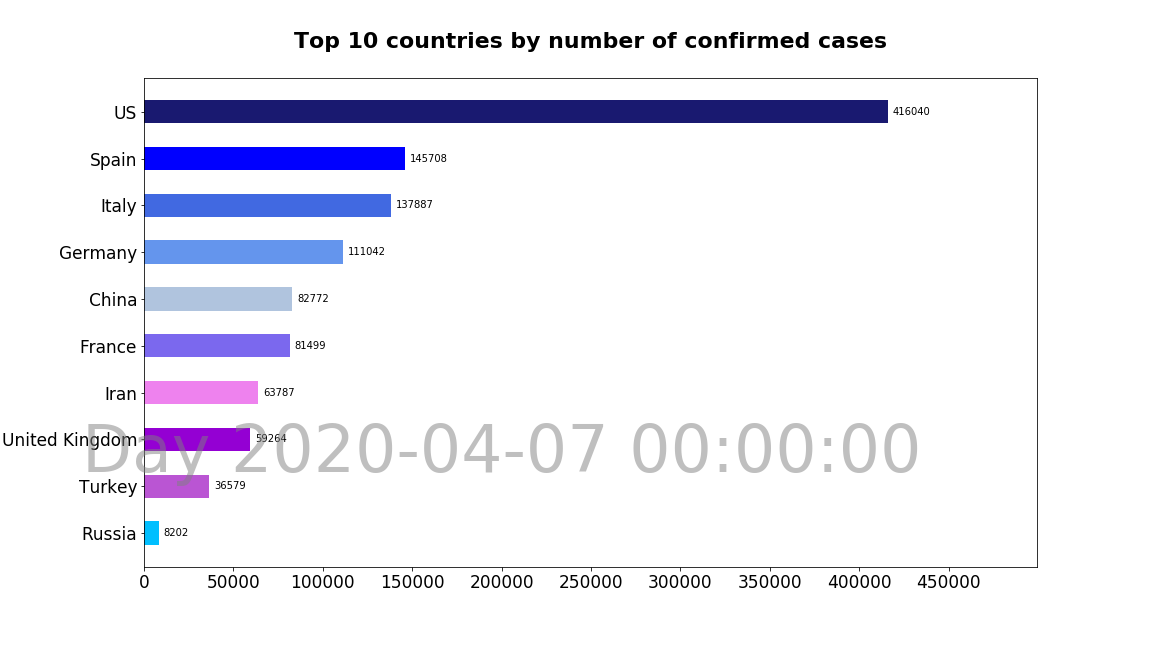 Top 10 countries by number of confirmed cases
US 416040
Spain 145708
Italy 137887
Germany 111042
China 82772
France 81499
Iran 63787
United Kingdom 59264
Day 2020-04-07 00:00:00
Turkey 36579
Russia 8202
0 50000 100000 150000 200000 250000 300000 350000 400000 450000